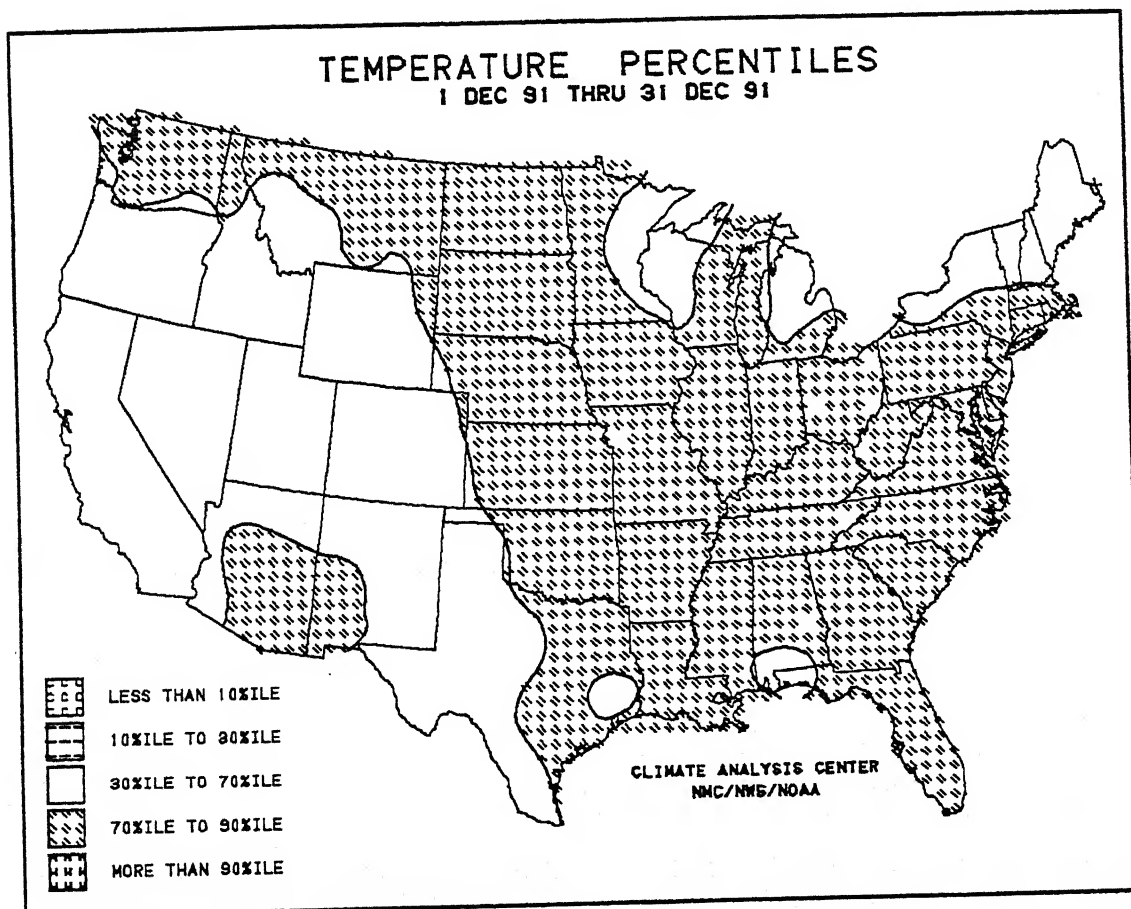 TEMPERATURE PERCENTILES
1 DEC 91 THRU 31 DEC 91
LESS THAN 10%ILE
10%ILE TO 30%ILE
30%ILE TO 70%ILE
70%ILE TO 90%ILE
MORE THAN 90%ILE
CLIMATE ANALYSIS CENTER
NMC/NWS/NOAA